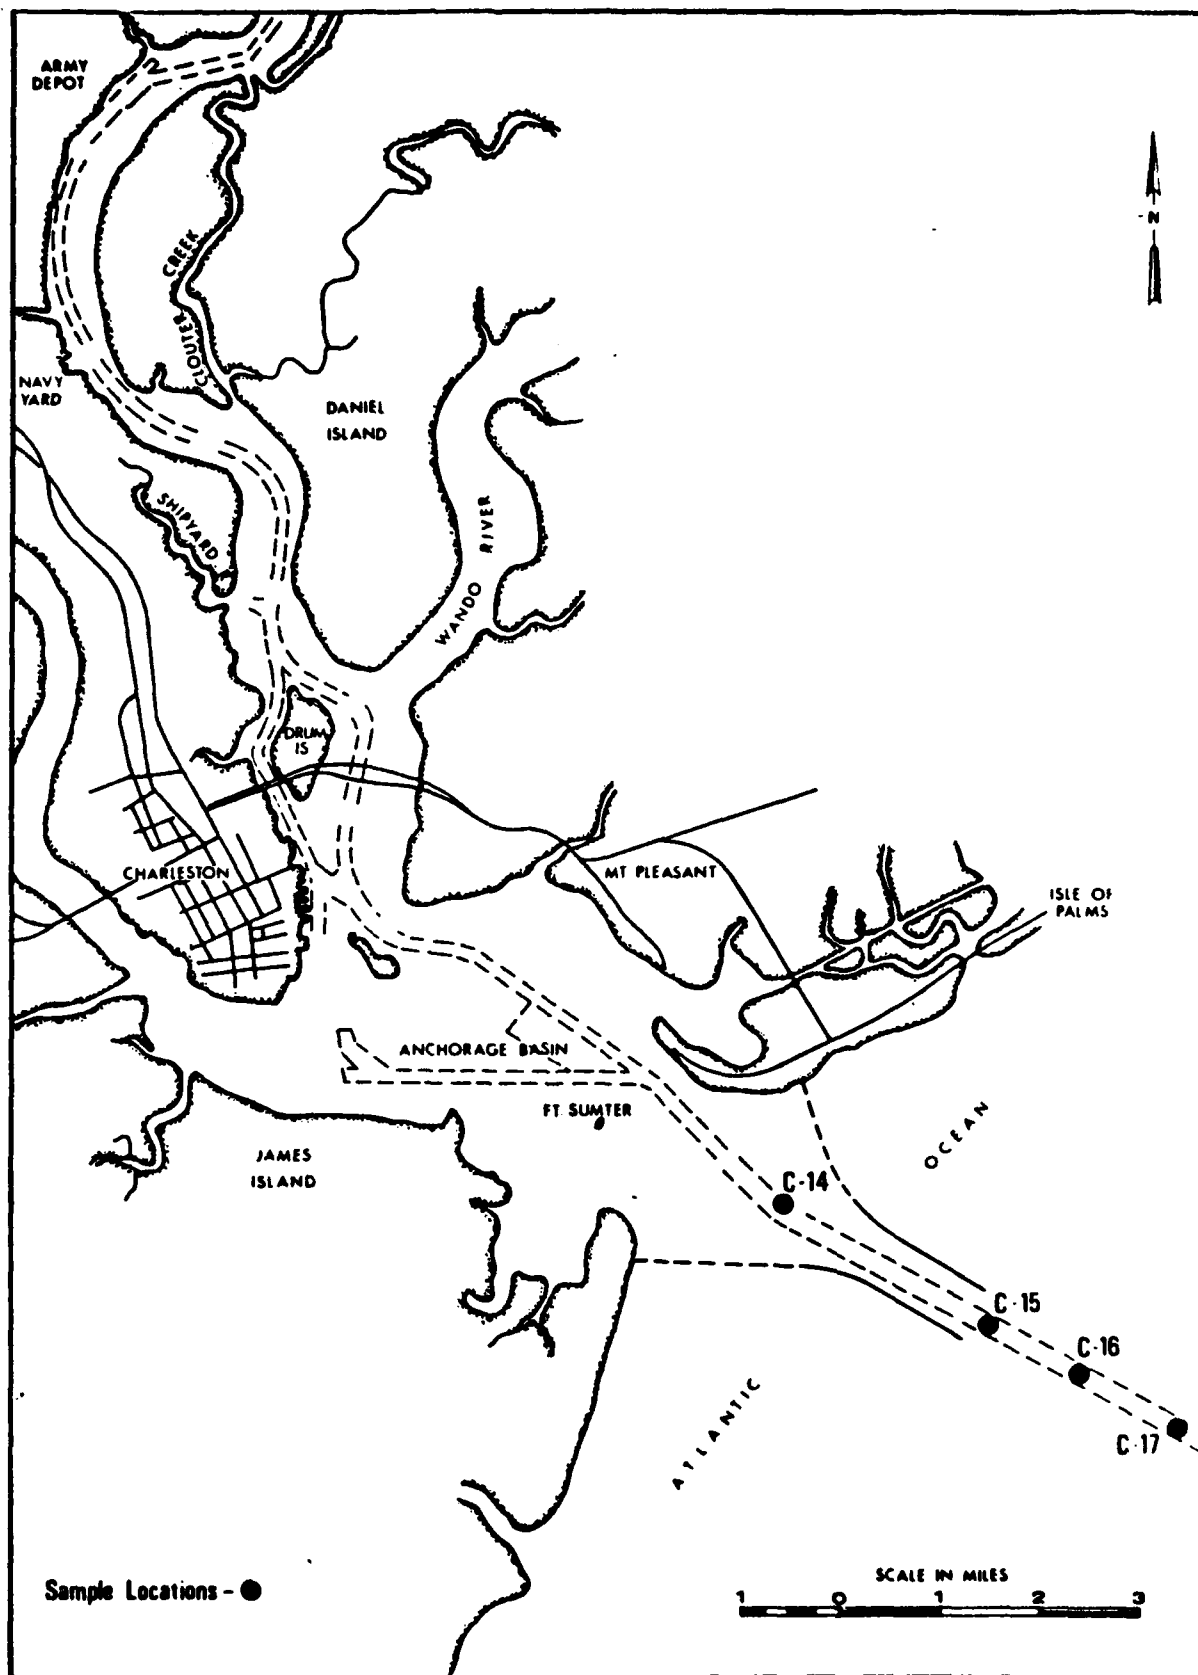 ARMY
DEPOT
N
CLOUTER CREEK
NAVY
YARD
DANIEL
ISLAND
SHIPYARD
WANDO RIVER
DRUM
IS
CHARLESTON
MT PLEASANT
ISLE OF
PALMS
ANCHORAGE BASIN
FT. SUMTER
JAMES
ISLAND
ATLANTIC OCEAN
C-14
C-15
C-16
C-17
Sample Locations -
SCALE IN MILES
1 0 1 2 3